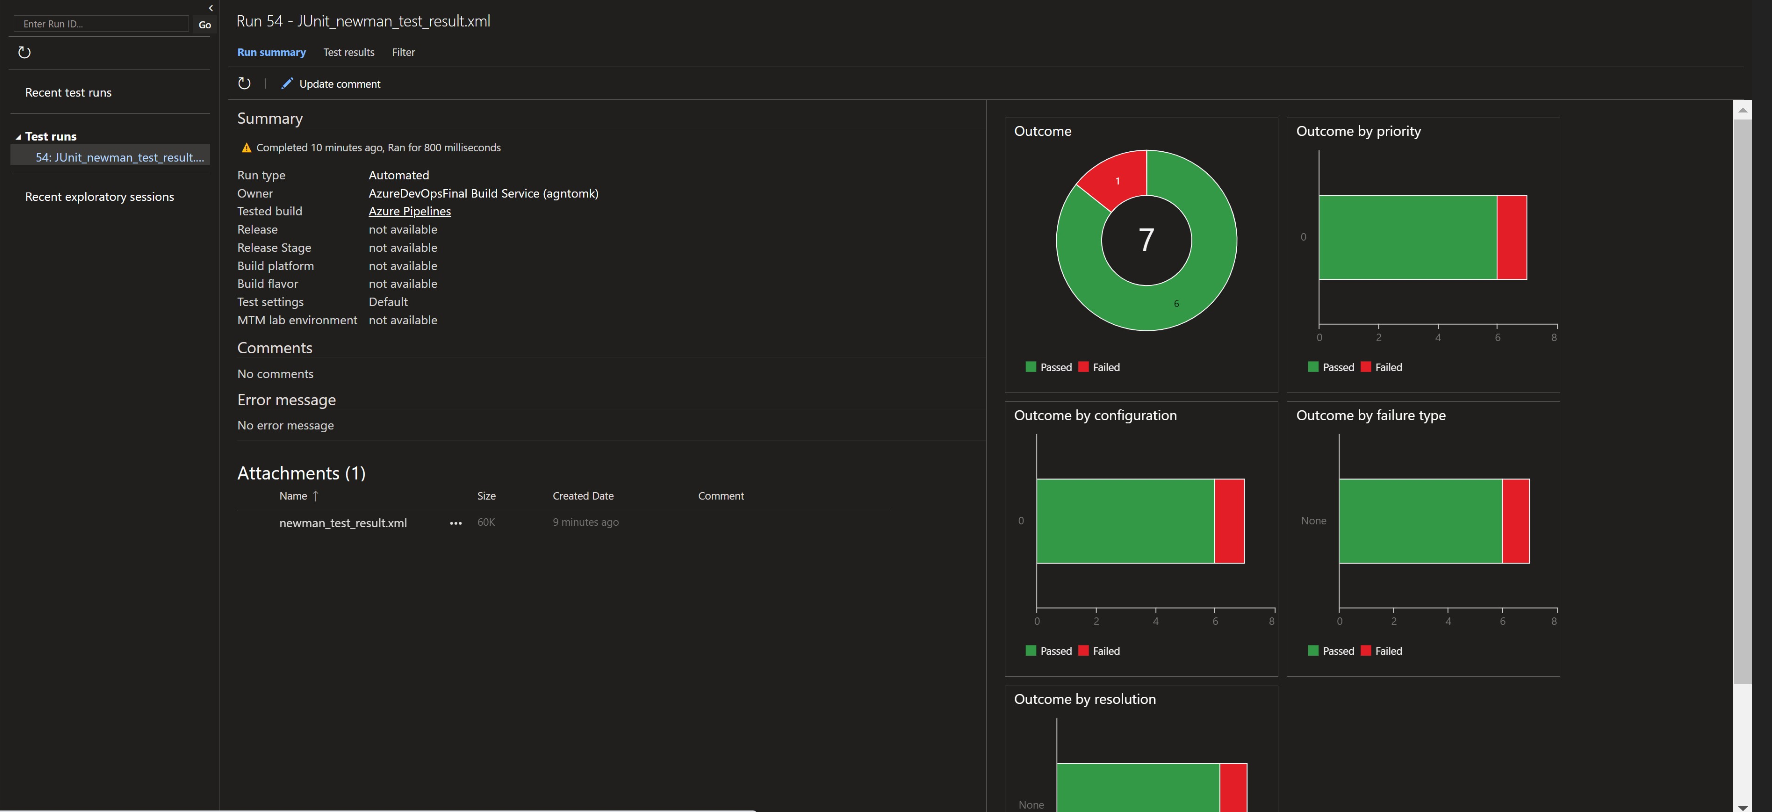 Enter Run ID...
Go
Recent test runs
Test runs
54: JUnit_newman_test_result....
Recent exploratory sessions
Run 54 - JUnit_newman_test_result.xml
Run summary Test results Filter
Update comment
Summary
Completed 10 minutes ago, Ran for 800 milliseconds
Run type Automated
Owner AzureDevOpsFinal Build Service (agntomk)
Tested build Azure Pipelines
Release not available
Release Stage not available
Build platform not available
Build flavor not available
Test settings Default
MTM lab environment not available
Comments
No comments
Error message
No error message
Attachments (1)
Name ↑ Size Created Date Comment
newman_test_result.xml ••• 60K 9 minutes ago
Outcome
1
7
6
Passed Failed
Outcome by priority
0
0 2 4 6 8
Passed Failed
Outcome by configuration
0
0 2 4 6 8
Passed Failed
Outcome by failure type
None
0 2 4 6 8
Passed Failed
Outcome by resolution
None